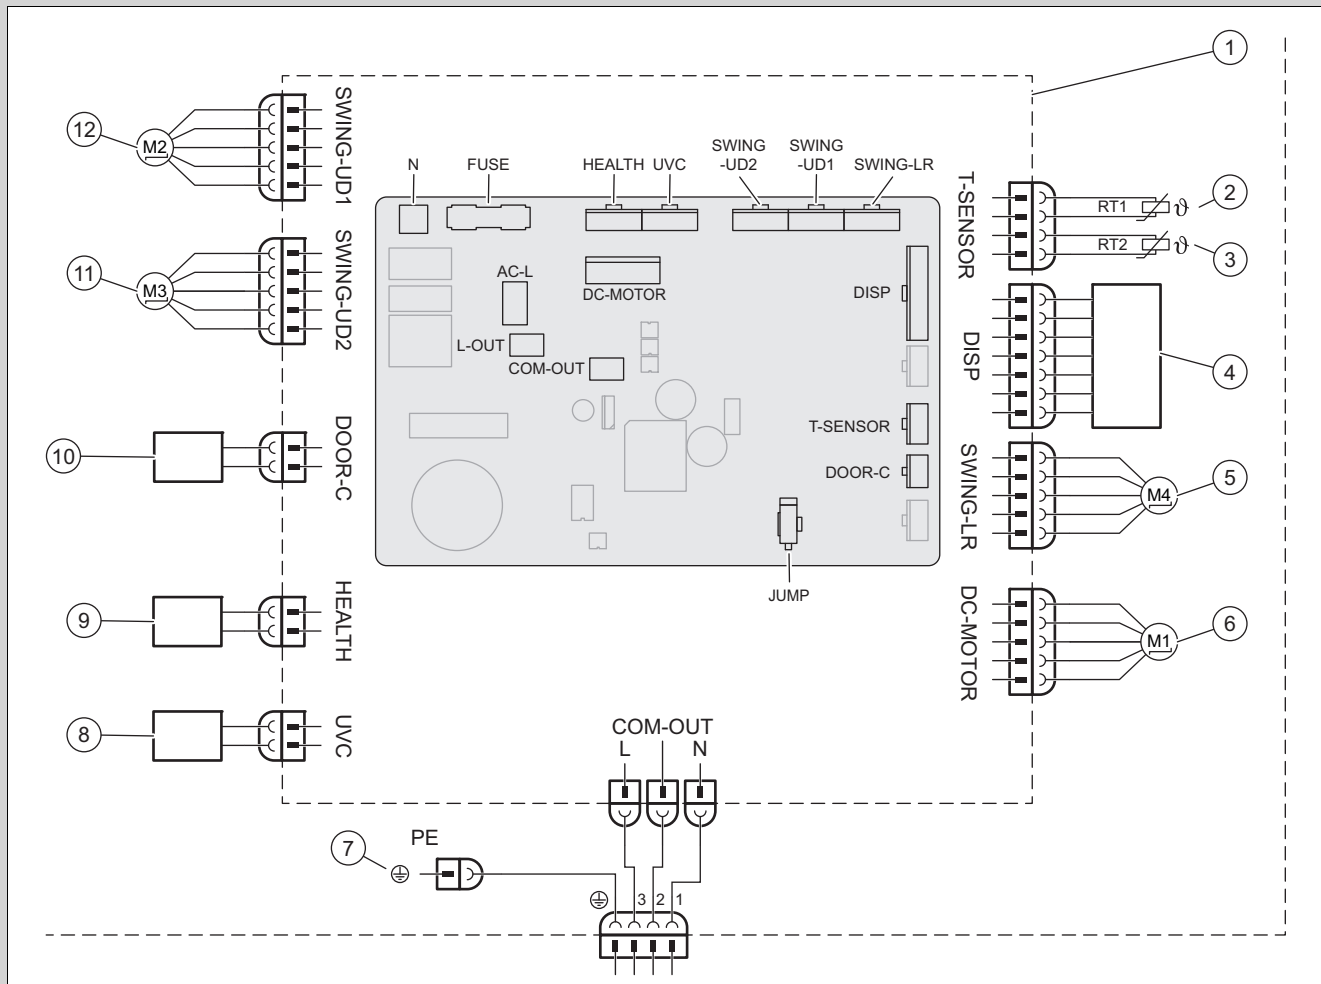 1
12
M2
SWING-UD1
N
FUSE
HEALTH
UVC
SWING
-UD2
SWING
-UD1
SWING-LR
T-SENSOR
RT1
ϑ
2
RT2
ϑ
3
11
M3
SWING-UD2
AC-L
DC-MOTOR
DISP
L-OUT
COM-OUT
DISP
4
T-SENSOR
DOOR-C
10
DOOR-C
SWING-LR
M4
5
JUMP
9
HEALTH
DC-MOTOR
M1
6
8
UVC
COM-OUT
L
N
7
PE
3
2
1